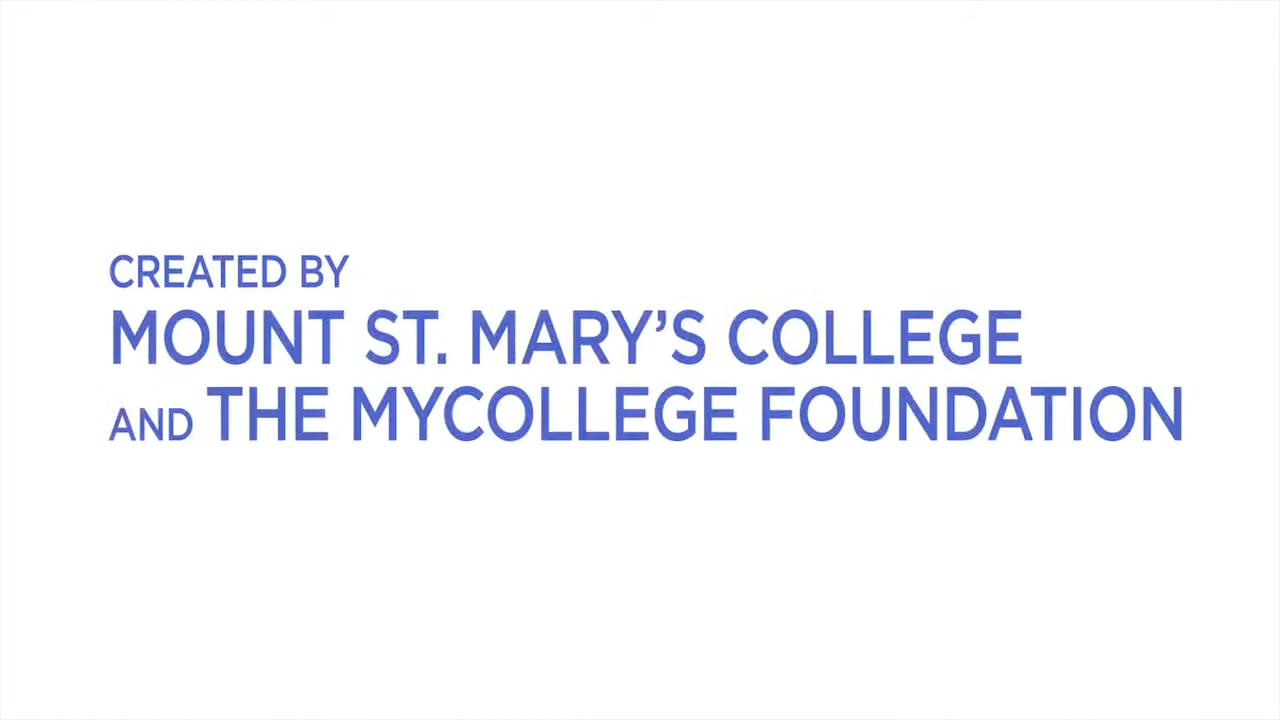 CREATED BY
MOUNT ST. MARY’S COLLEGE
AND THE MYCOLLEGE FOUNDATION